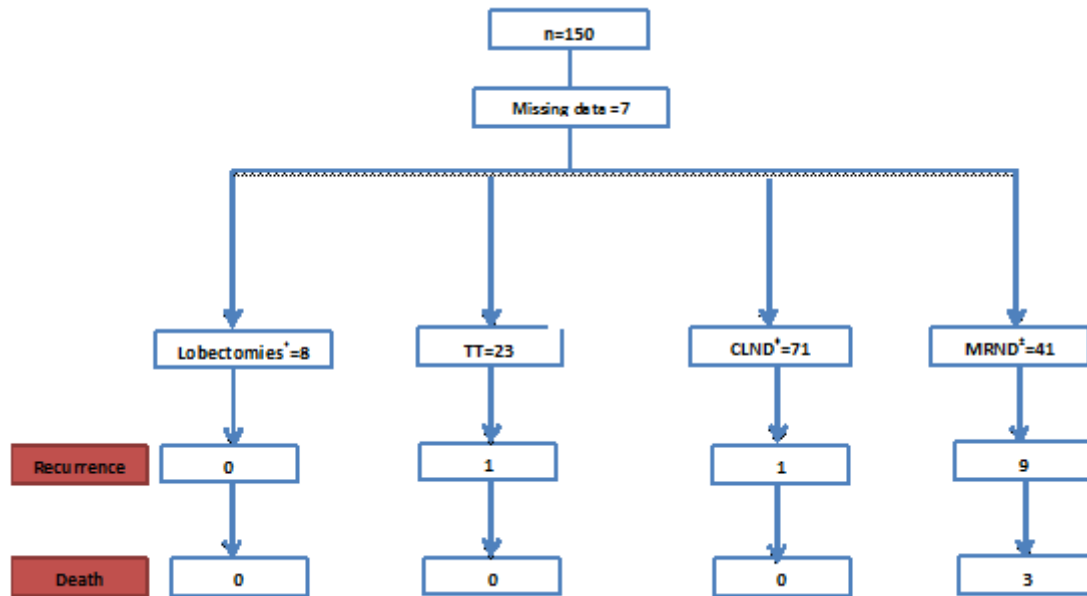 n=150
Missing data =7
Lobectomies⁺=8
TT=23
CLND⁺=71
MRND‡=41
Recurrence
0
1
1
9
Death
0
0
0
3